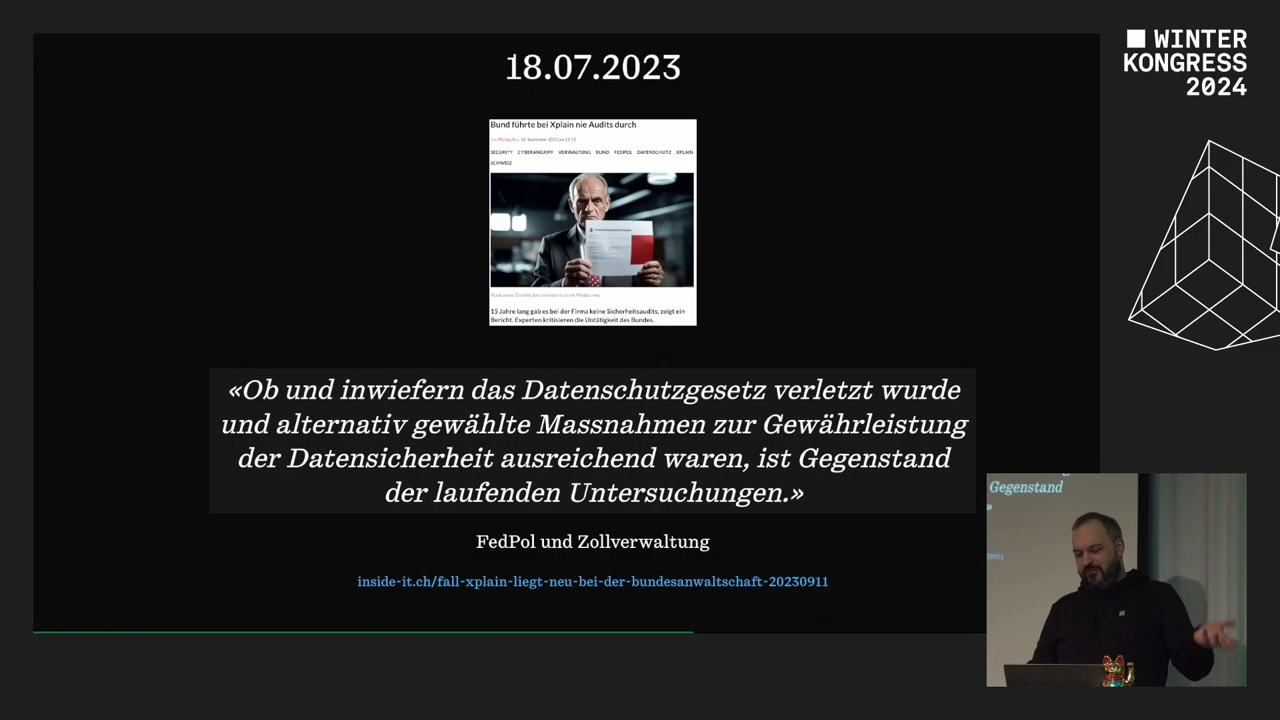 WINTER
KONGRESS
2024
18.07.2023
Bund führte bei Xplain nie Audits durch
SECURITY CYBERANGRIFF VERWALTUNG BUND FEDPOL DATENSCHUTZ XPLAIN
SCHWEIZ
15 Jahre lang gab es bei der Firma keine Sicherheitsaudits, zeigt ein
Bericht. Experten kritisieren die Untätigkeit des Bundes.
«Ob und inwiefern das Datenschutzgesetz verletzt wurde
und alternativ gewählte Massnahmen zur Gewährleistung
der Datensicherheit ausreichend waren, ist Gegenstand
der laufenden Untersuchungen.»
FedPol und Zollverwaltung
inside-it.ch/fall-xplain-liegt-neu-bei-der-bundesanwaltschaft-20230911
Gegenstand